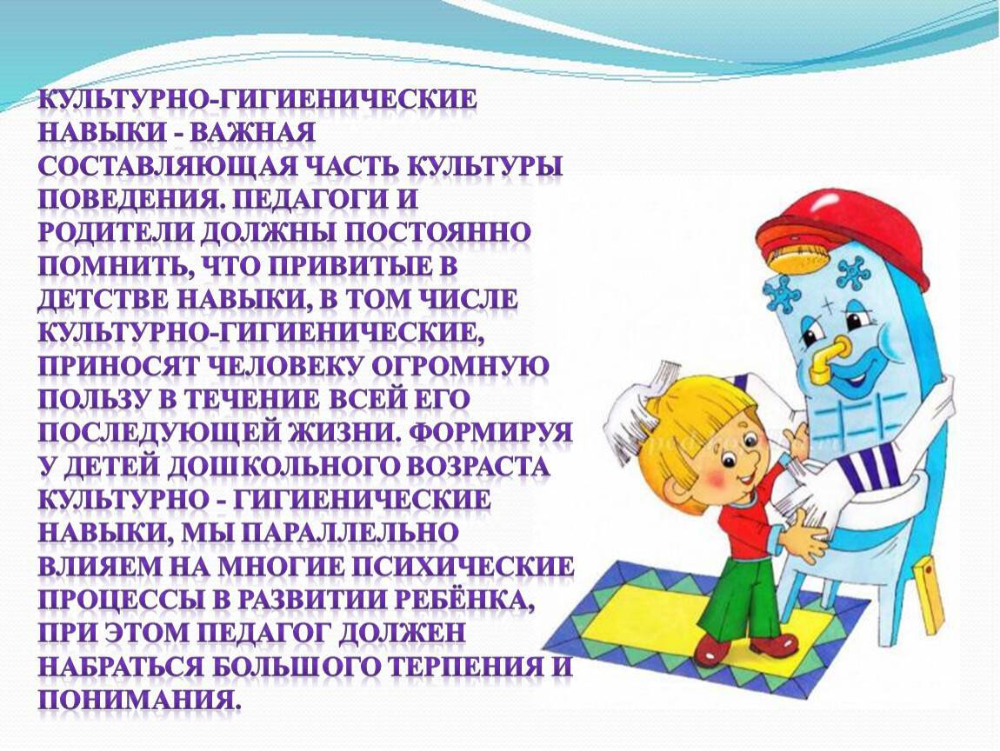 КУЛЬТУРНО-ГИГИЕНИЧЕСКИЕ
НАВЫКИ - ВАЖНАЯ
СОСТАВЛЯЮЩАЯ ЧАСТЬ КУЛЬТУРЫ
ПОВЕДЕНИЯ. ПЕДАГОГИ И
РОДИТЕЛИ ДОЛЖНЫ ПОСТОЯННО
ПОМНИТЬ, ЧТО ПРИВИТЫЕ В
ДЕТСТВЕ НАВЫКИ, В ТОМ ЧИСЛЕ
КУЛЬТУРНО-ГИГИЕНИЧЕСКИЕ,
ПРИНОСЯТ ЧЕЛОВЕКУ ОГРОМНУЮ
ПОЛЬЗУ В ТЕЧЕНИЕ ВСЕЙ ЕГО
ПОСЛЕДУЮЩЕЙ ЖИЗНИ. ФОРМИРУЯ
У ДЕТЕЙ ДОШКОЛЬНОГО ВОЗРАСТА
КУЛЬТУРНО - ГИГИЕНИЧЕСКИЕ
НАВЫКИ, МЫ ПАРАЛЛЕЛЬНО
ВЛИЯЕМ НА МНОГИЕ ПСИХИЧЕСКИЕ
ПРОЦЕССЫ В РАЗВИТИИ РЕБЁНКА,
ПРИ ЭТОМ ПЕДАГОГ ДОЛЖЕН
НАБРАТЬСЯ БОЛЬШОГО ТЕРПЕНИЯ И
ПОНИМАНИЯ.